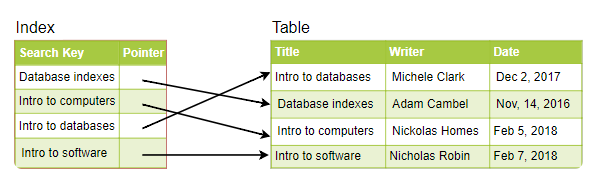 Index
Search Key Pointer
Database indexes
Intro to computers
Intro to databases
Intro to software
Table
Title Writer Date
Intro to databases Michele Clark Dec 2, 2017
Database indexes Adam Cambel Nov, 14, 2016
Intro to computers Nickolas Homes Feb 5, 2018
Intro to software Nicholas Robin Feb 7, 2018